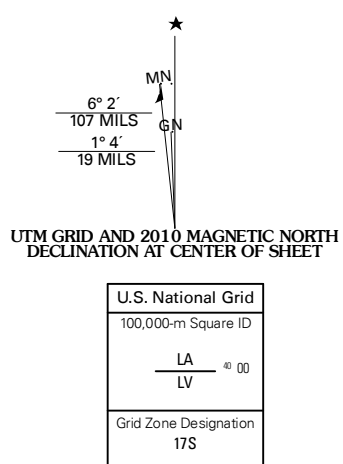 ★
M.N.
6° 2´
107 MILS
GN
1° 4´
19 MILS
UTM GRID AND 2010 MAGNETIC NORTH
DECLINATION AT CENTER OF SHEET
U.S. National Grid
100,000-m Square ID
LA
40 00
LV
Grid Zone Designation
17S